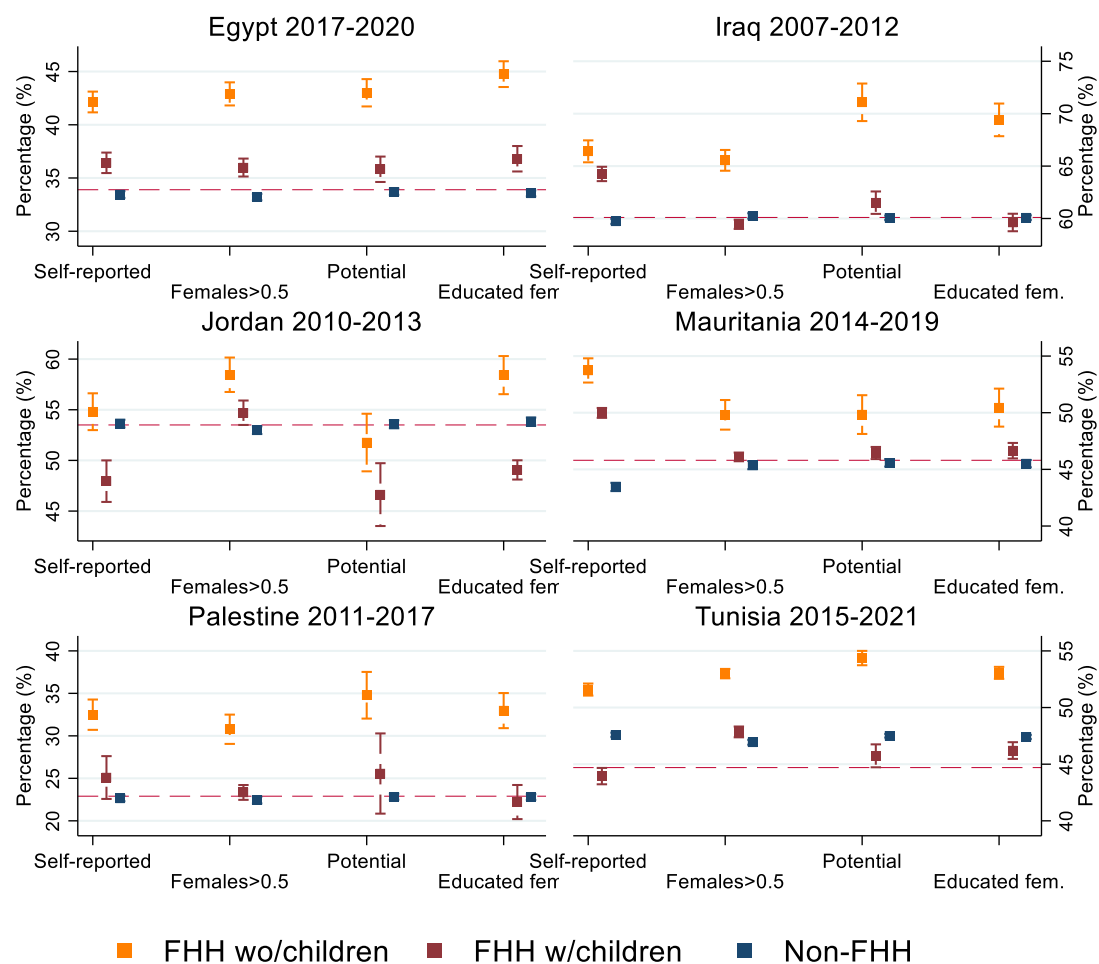 Egypt 2017-2020
Percentage (%)
45
40
35
30
Self-reported
Females>0.5
Potential
Educated fem
Iraq 2007-2012
Percentage (%)
75
70
65
60
Self-reported
Females>0.5
Potential
Educated fem.
Jordan 2010-2013
Percentage (%)
60
55
50
45
Self-reported
Females>0.5
Potential
Educated fem
Mauritania 2014-2019
Percentage (%)
55
50
45
40
Self-reported
Females>0.5
Potential
Educated fem.
Palestine 2011-2017
Percentage (%)
40
35
30
25
20
Self-reported
Females>0.5
Potential
Educated fem
Tunisia 2015-2021
Percentage (%)
55
50
45
40
Self-reported
Females>0.5
Potential
Educated fem.
FHH wo/children FHH w/children Non-FHH